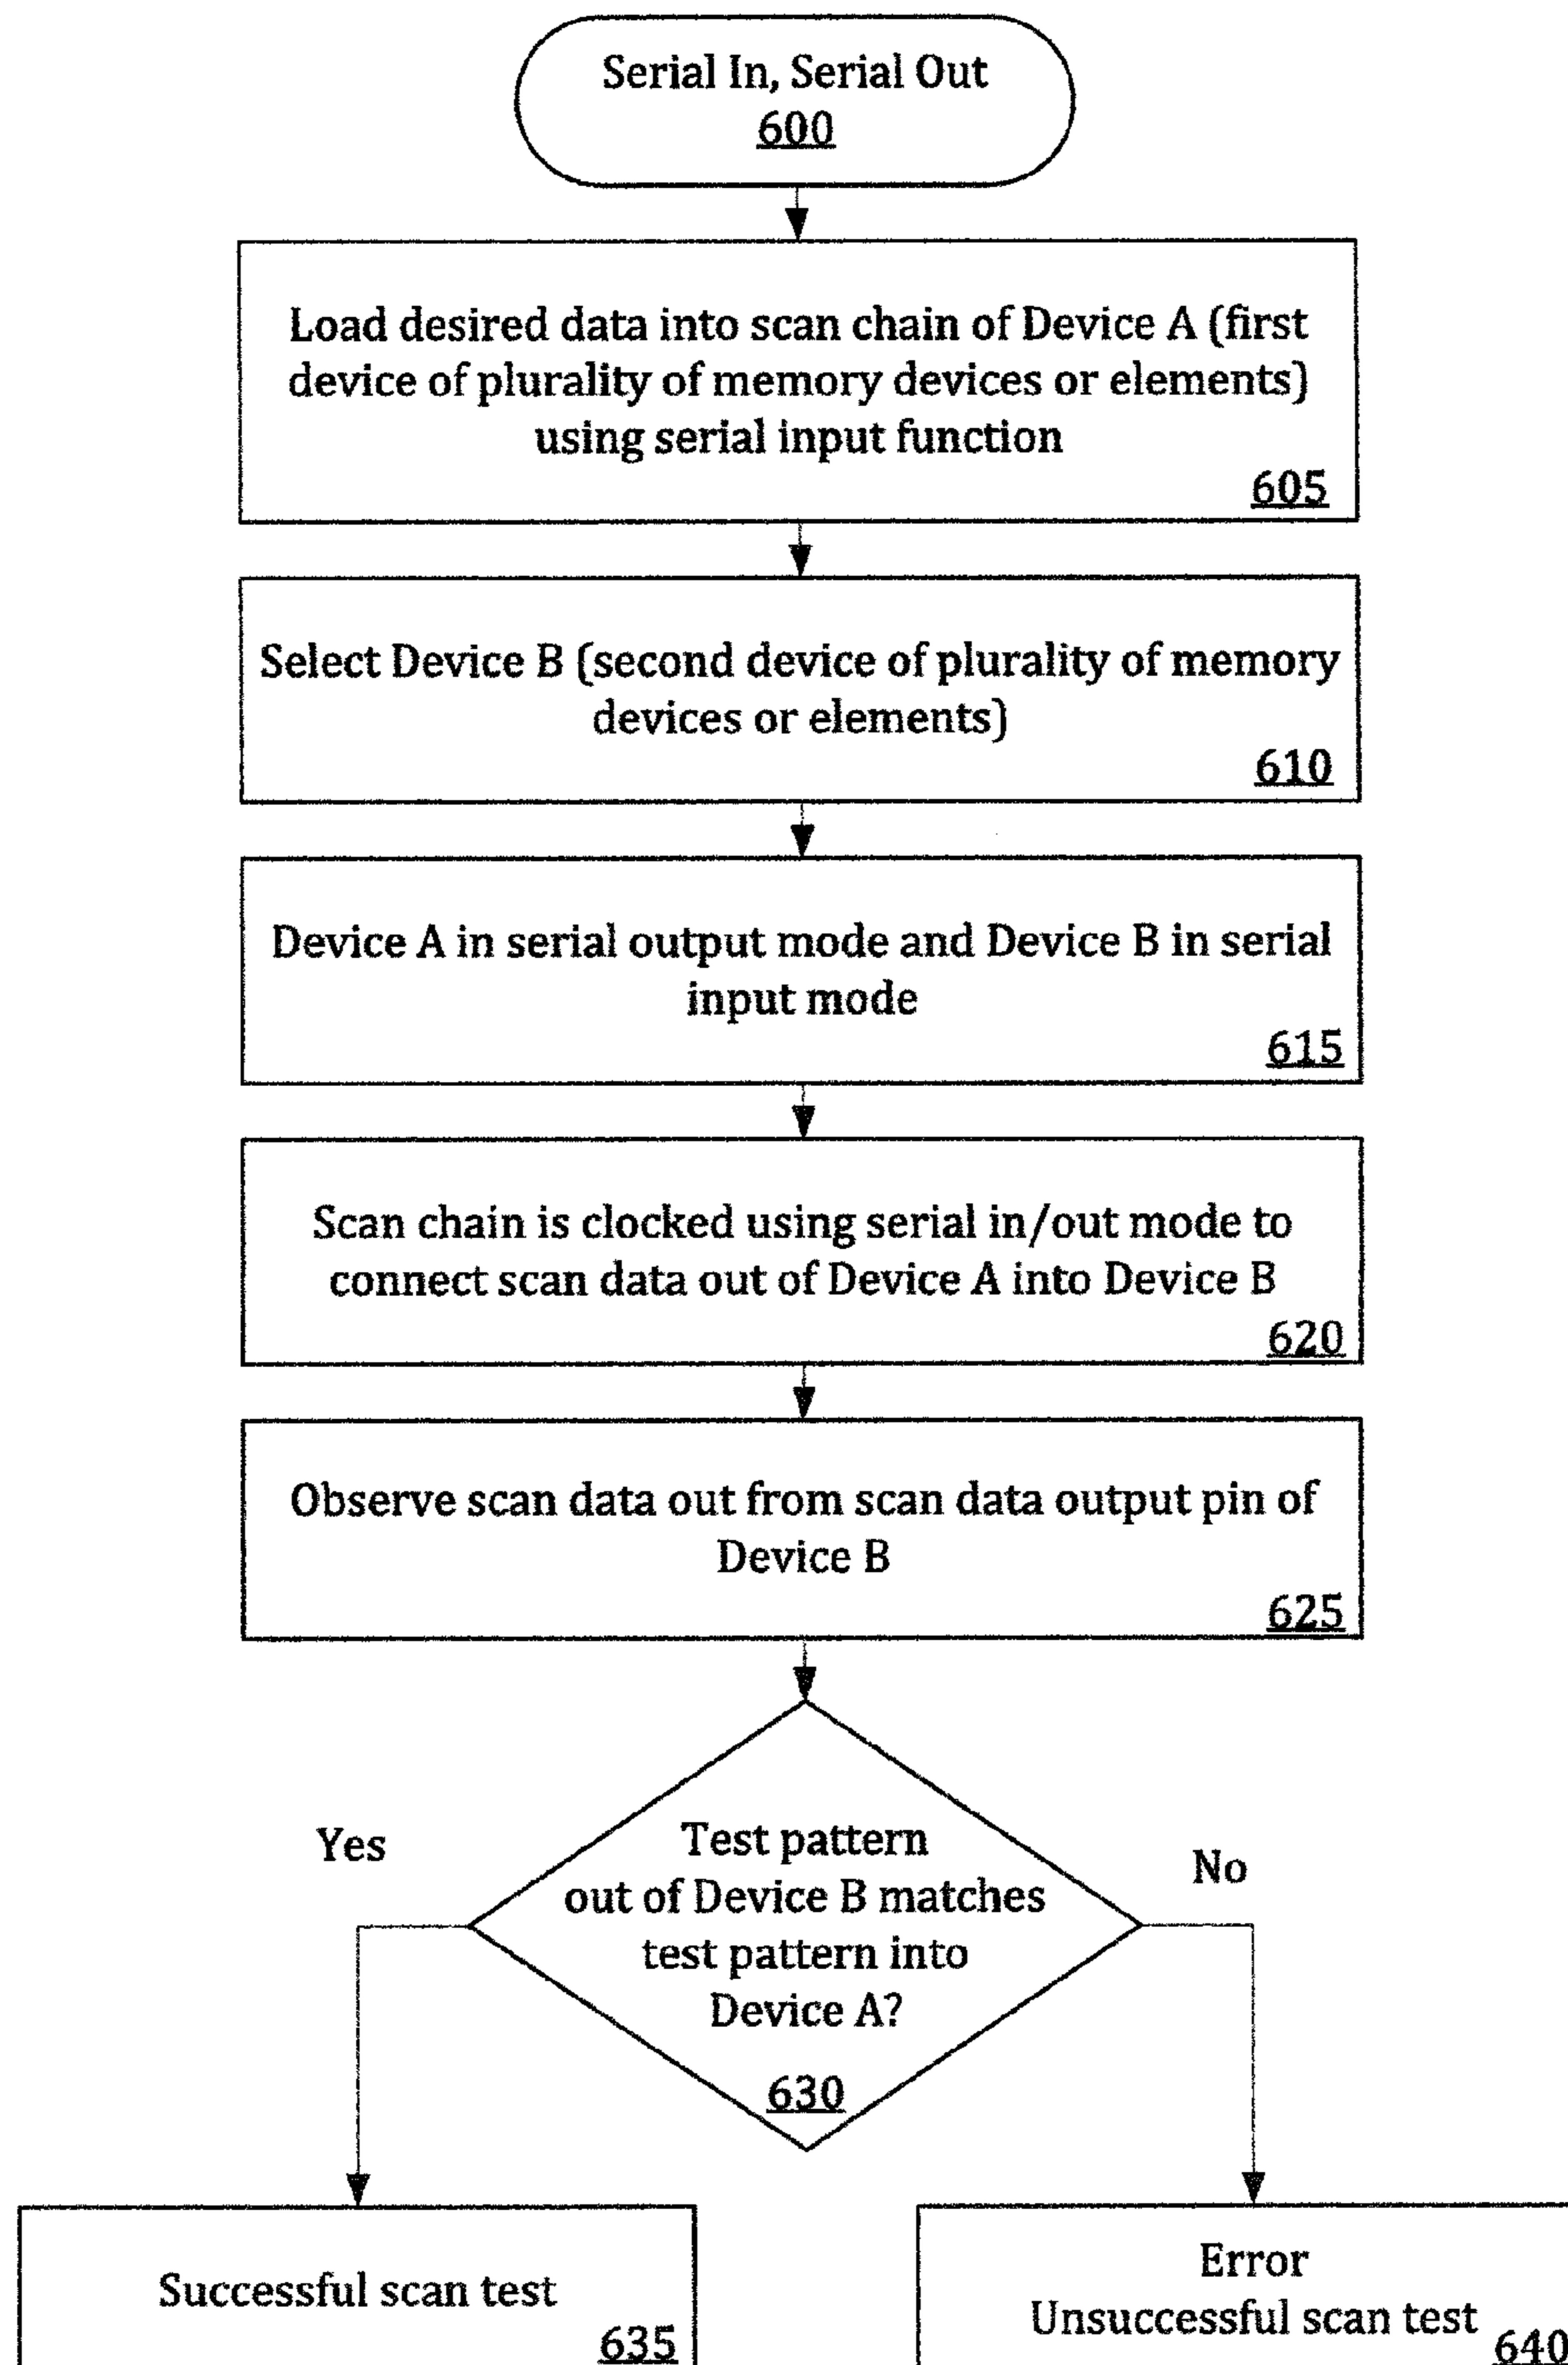 Serial In, Serial Out
600
Load desired data into scan chain of Device A (first
device of plurality of memory devices or elements)
using serial input function
605
Select Device B (second device of plurality of memory
devices or elements)
610
Device A in serial output mode and Device B in serial
input mode
615
Scan chain is clocked using serial in/out mode to
connect scan data out of Device A into Device B
620
Observe scan data out from scan data output pin of
Device B
625
Test pattern
out of Device B matches
test pattern into
Device A?
630
Yes
No
Successful scan test
635
Error
Unsuccessful scan test
640